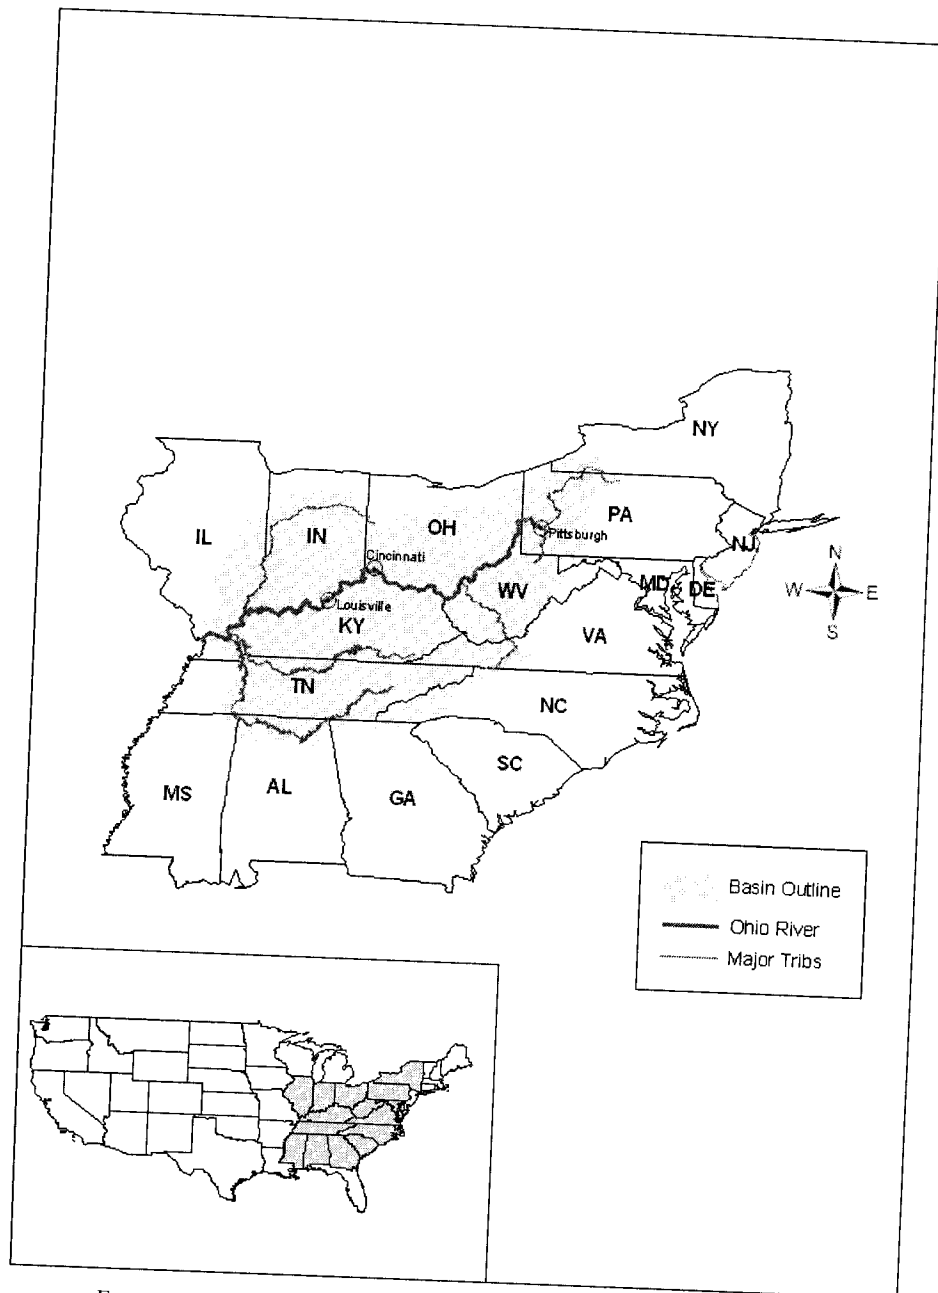 NY
PA
OH
IL
IN
NJ
Pittsburgh
Cincinnati
MD
DE
WV
Louisville
KY
VA
N
W
E
S
TN
NC
SC
MS
AL
GA
Basin Outline
Ohio River
Major Tribs